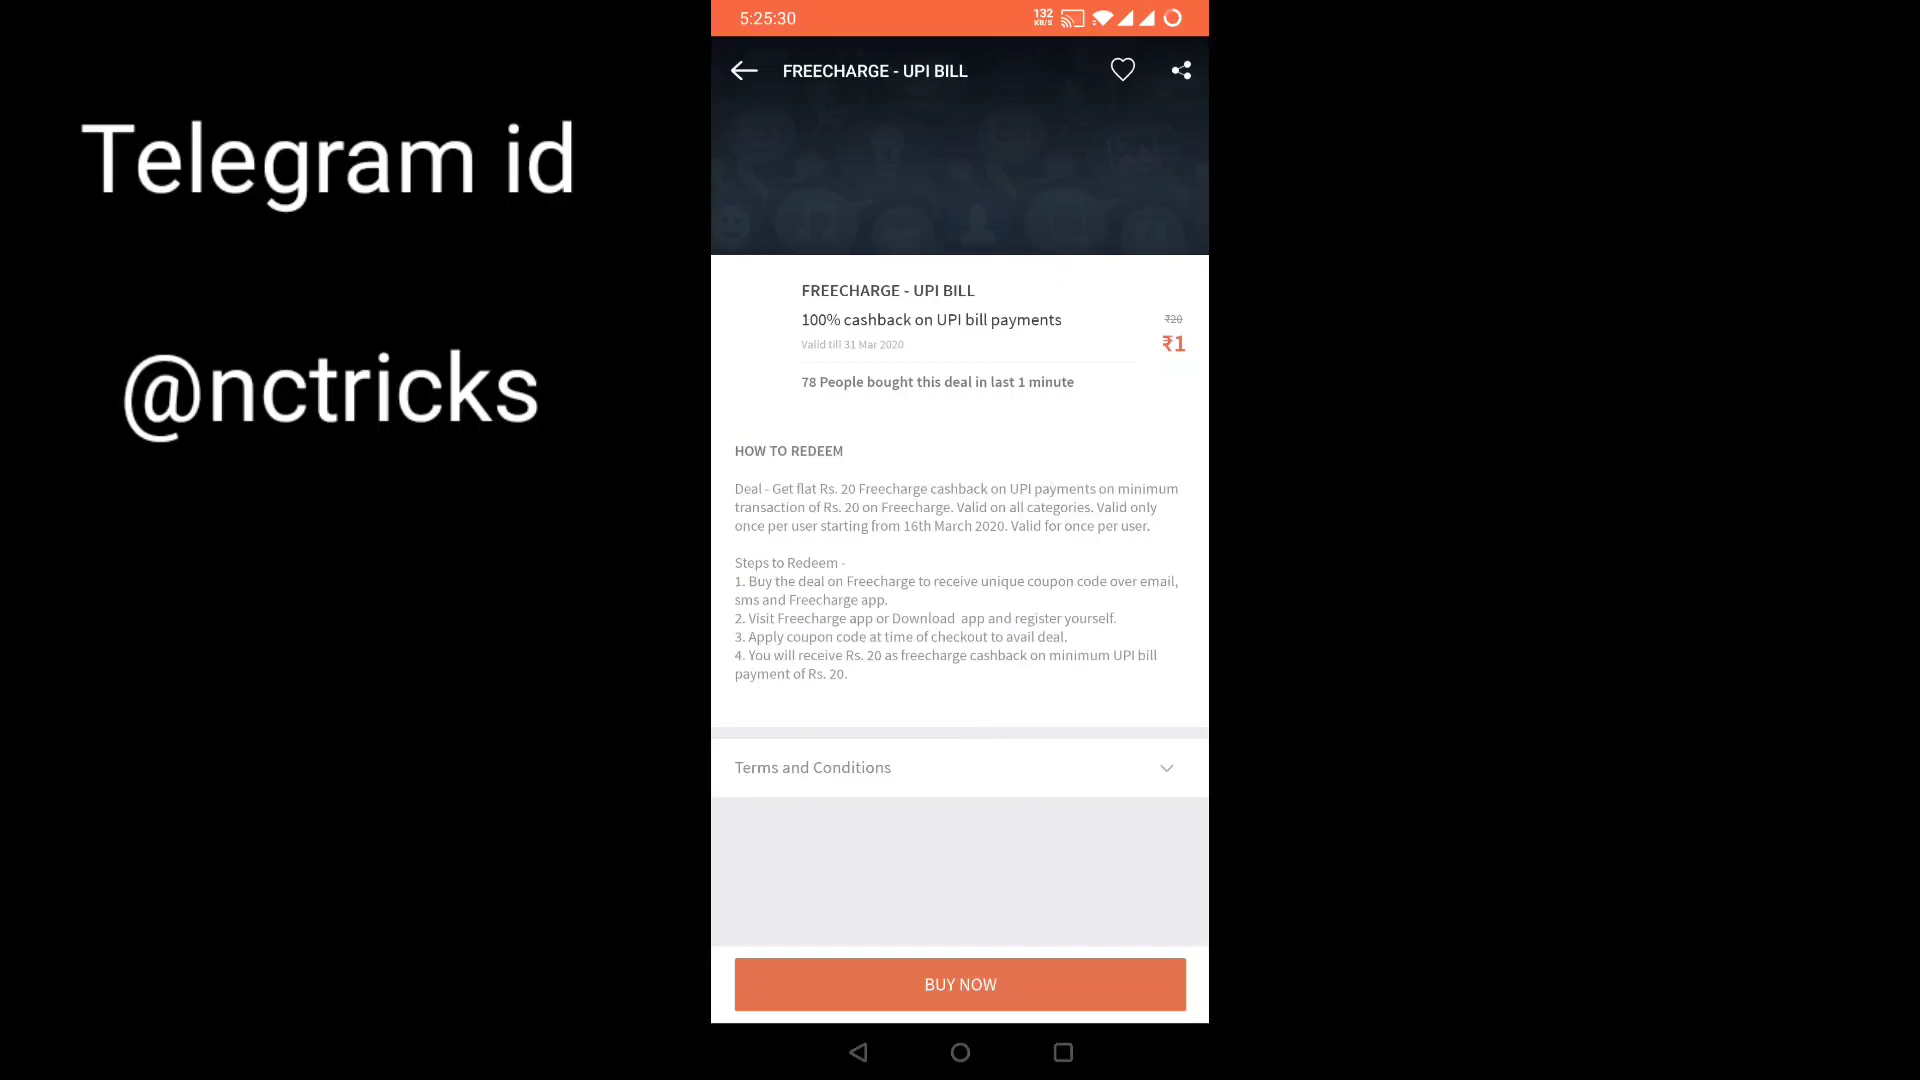 Telegram id
@nctricks
5:25:30
132
KB/S
FREECHARGE - UPI BILL
FREECHARGE - UPI BILL
100% cashback on UPI bill payments
₹20
Valid till 31 Mar 2020
₹1
78 People bought this deal in last 1 minute
HOW TO REDEEM
Deal - Get flat Rs. 20 Freecharge cashback on UPI payments on minimum
transaction of Rs. 20 on Freecharge. Valid on all categories. Valid only
once per user starting from 16th March 2020. Valid for once per user.
Steps to Redeem -
1. Buy the deal on Freecharge to receive unique coupon code over email,
sms and Freecharge app.
2. Visit Freecharge app or Download  app and register yourself.
3. Apply coupon code at time of checkout to avail deal.
4. You will receive Rs. 20 as freecharge cashback on minimum UPI bill
payment of Rs. 20.
Terms and Conditions
BUY NOW